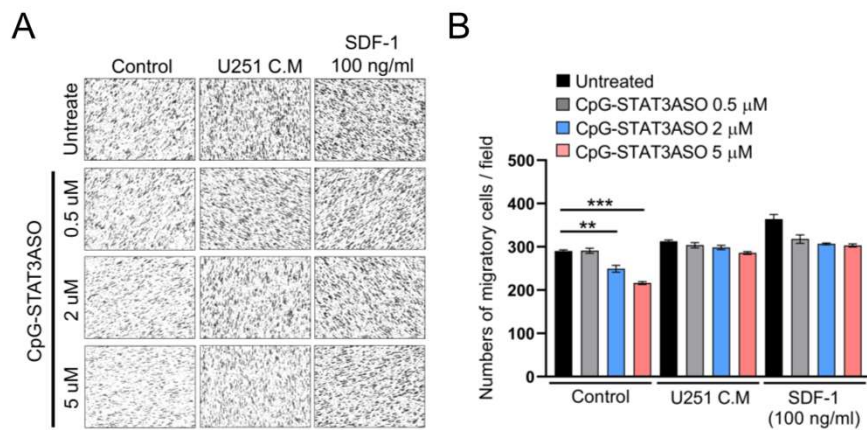 A
Control
U251 C.M
SDF-1
100 ng/ml
Untreate
CpG-STAT3ASO
0.5 uM
2 uM
5 uM
B
Untreated
CpG-STAT3ASO 0.5 μM
CpG-STAT3ASO 2 μM
CpG-STAT3ASO 5 μM
Numbers of migratory cells / field
500
400
300
200
100
0
***
**
Control
U251 C.M
SDF-1
(100 ng/ml)